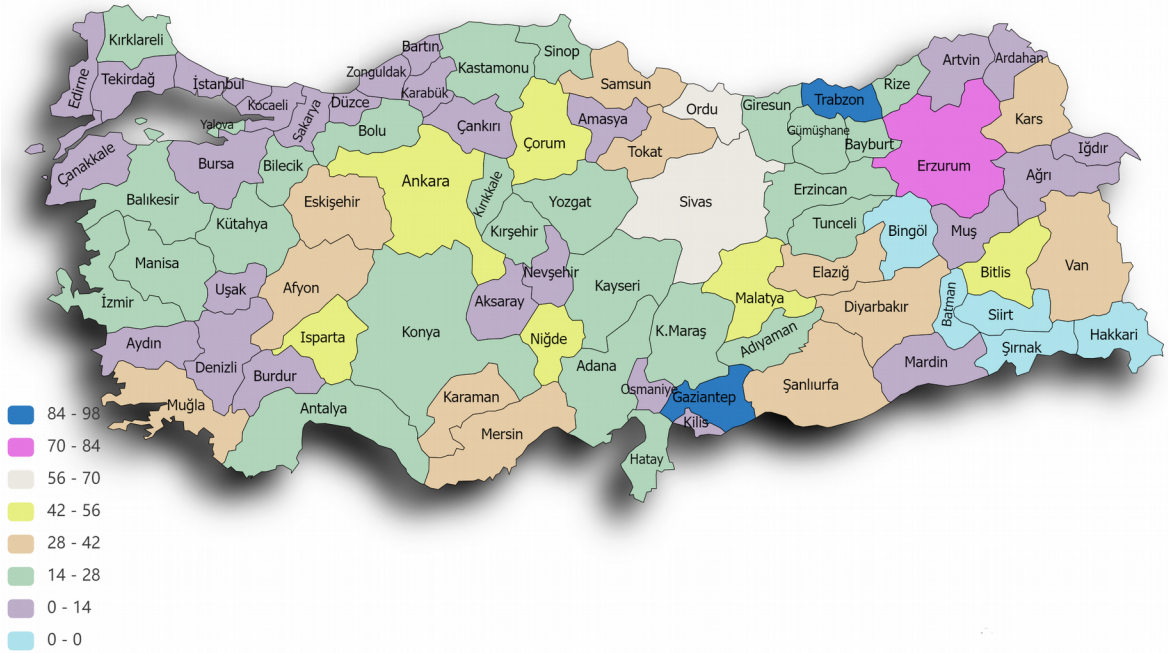 Kırklareli
Edirne
Tekirdağ
İstanbul
Kocaeli
Yalova
Sakarya
Düzce
Zonguldak
Bartın
Karabük
Kastamonu
Sinop
Samsun
Ordu
Giresun
Trabzon
Rize
Artvin
Ardahan
Kars
Iğdır
Ağrı
Erzurum
Bayburt
Gümüşhane
Çanakkale
Bursa
Bilecik
Bolu
Çankırı
Çorum
Amasya
Tokat
Sivas
Erzincan
Tunceli
Bingöl
Muş
Balıkesir
Kütahya
Eskişehir
Ankara
Kırıkkale
Kırşehir
Yozgat
Manisa
Uşak
Afyon
İzmir
Aksaray
Nevşehir
Kayseri
Malatya
Elazığ
Diyarbakır
Batman
Bitlis
Van
Siirt
Şırnak
Hakkari
Aydın
Denizli
Burdur
Isparta
Konya
Niğde
Adana
K.Maraş
Adıyaman
Mardin
Muğla
Antalya
Karaman
Mersin
Osmaniye
Gaziantep
Kilis
Şanlıurfa
Hatay
84 - 98
70 - 84
56 - 70
42 - 56
28 - 42
14 - 28
0 - 14
0 - 0